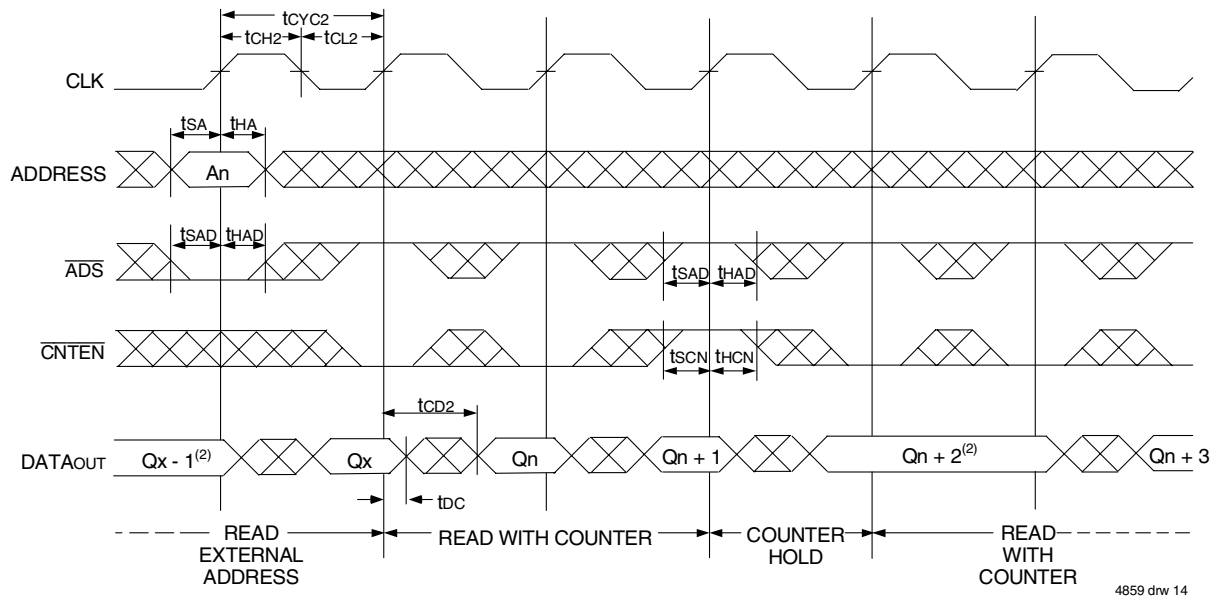 tCYC2
tCH2 tCL2
CLK
tSA tHA
ADDRESS An
tSAD tHAD
ADS
tSAD tHAD
CNTEN
tSCN tHCN
tCD2
DATAOUT Qx - 1(2) Qx Qn Qn + 1 Qn + 2(2) Qn + 3
tDC
READ EXTERNAL ADDRESS
READ WITH COUNTER
COUNTER HOLD
READ WITH COUNTER
4859 drw 14